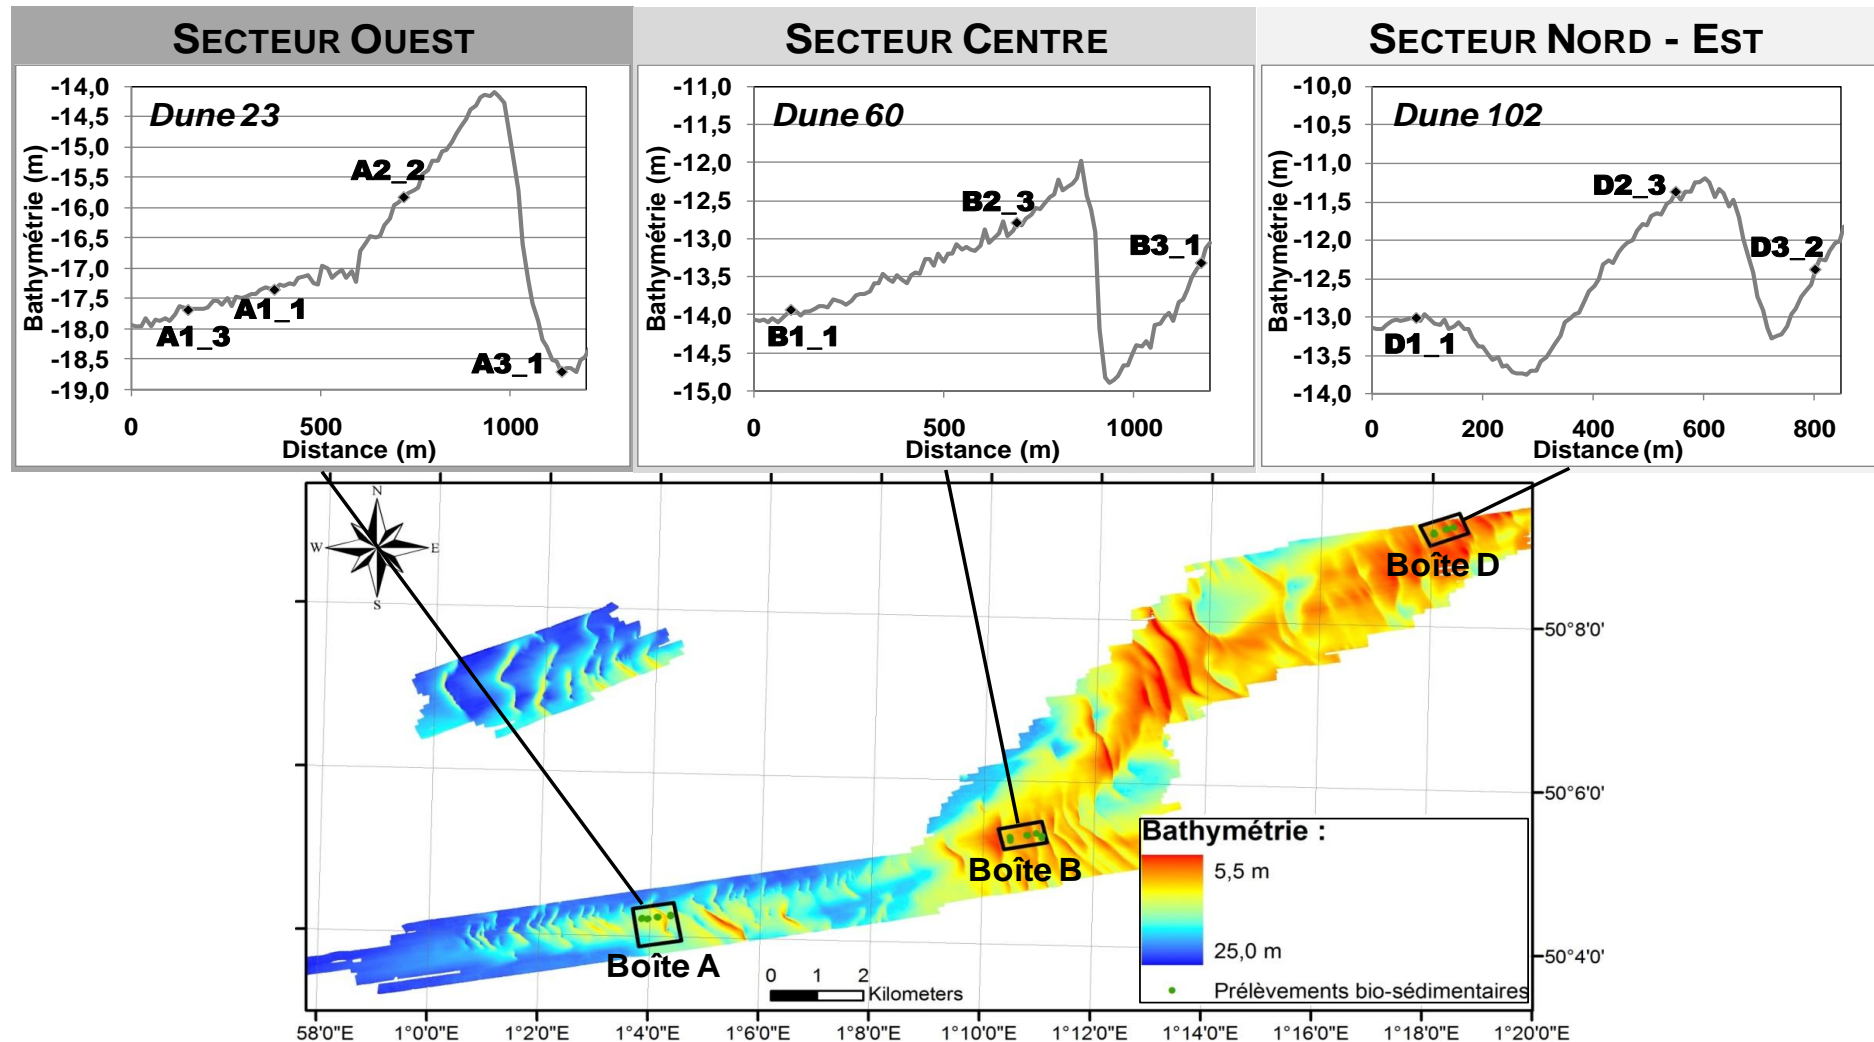 SECTEUR OUEST
-14,0
-14,5
-15,0
-15,5
-16,0
-16,5
-17,0
-17,5
-18,0
-18,5
-19,0
Bathymétrie (m)
Dune 23
A2_2
A1_1
A1_3
A3_1
0 500 1000
Distance (m)
SECTEUR CENTRE
-11,0
-11,5
-12,0
-12,5
-13,0
-13,5
-14,0
-14,5
-15,0
Bathymétrie (m)
Dune 60
B2_3
B3_1
B1_1
0 500 1000
Distance (m)
SECTEUR NORD - EST
-10,0
-10,5
-11,0
-11,5
-12,0
-12,5
-13,0
-13,5
-14,0
Bathymétrie (m)
Dune 102
D2_3
D3_2
D1_1
0 200 400 600 800
Distance (m)
N
W E
S
Boîte D
Boîte B
Boîte A
50°8'0'
50°6'0'
50°4'0'
Bathymétrie :
5,5 m
25,0 m
Prélèvements bio-sédimentaires
0 1 2
Kilometers
58'0"E 1°0'0"E 1°2'0"E 1°4'0"E 1°6'0"E 1°8'0"E 1°10'0"E 1°12'0"E 1°14'0"E 1°16'0"E 1°18'0"E 1°20'0"E